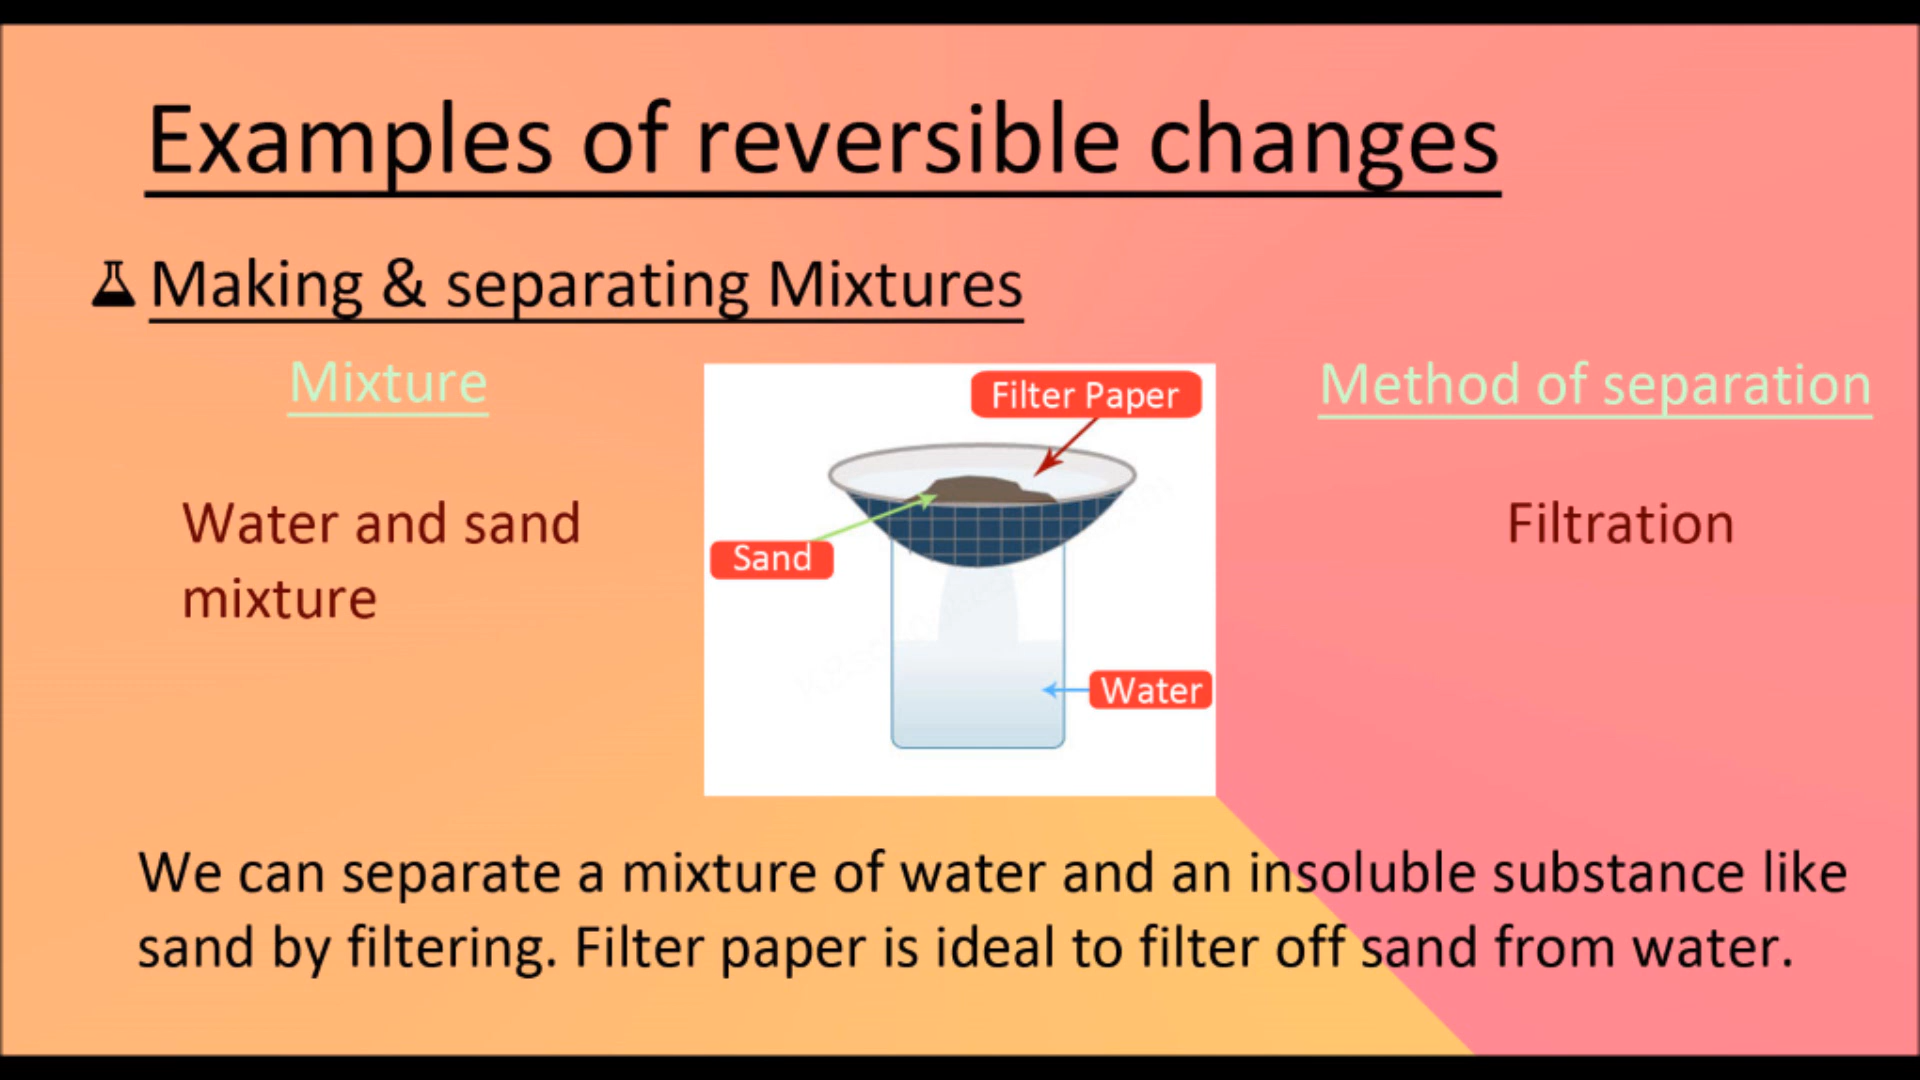 Examples of reversible changes
Making & separating Mixtures
Mixture
Method of separation
Filter Paper
Water and sand
mixture
Sand
Water
Filtration
We can separate a mixture of water and an insoluble substance like
sand by filtering. Filter paper is ideal to filter off sand from water.